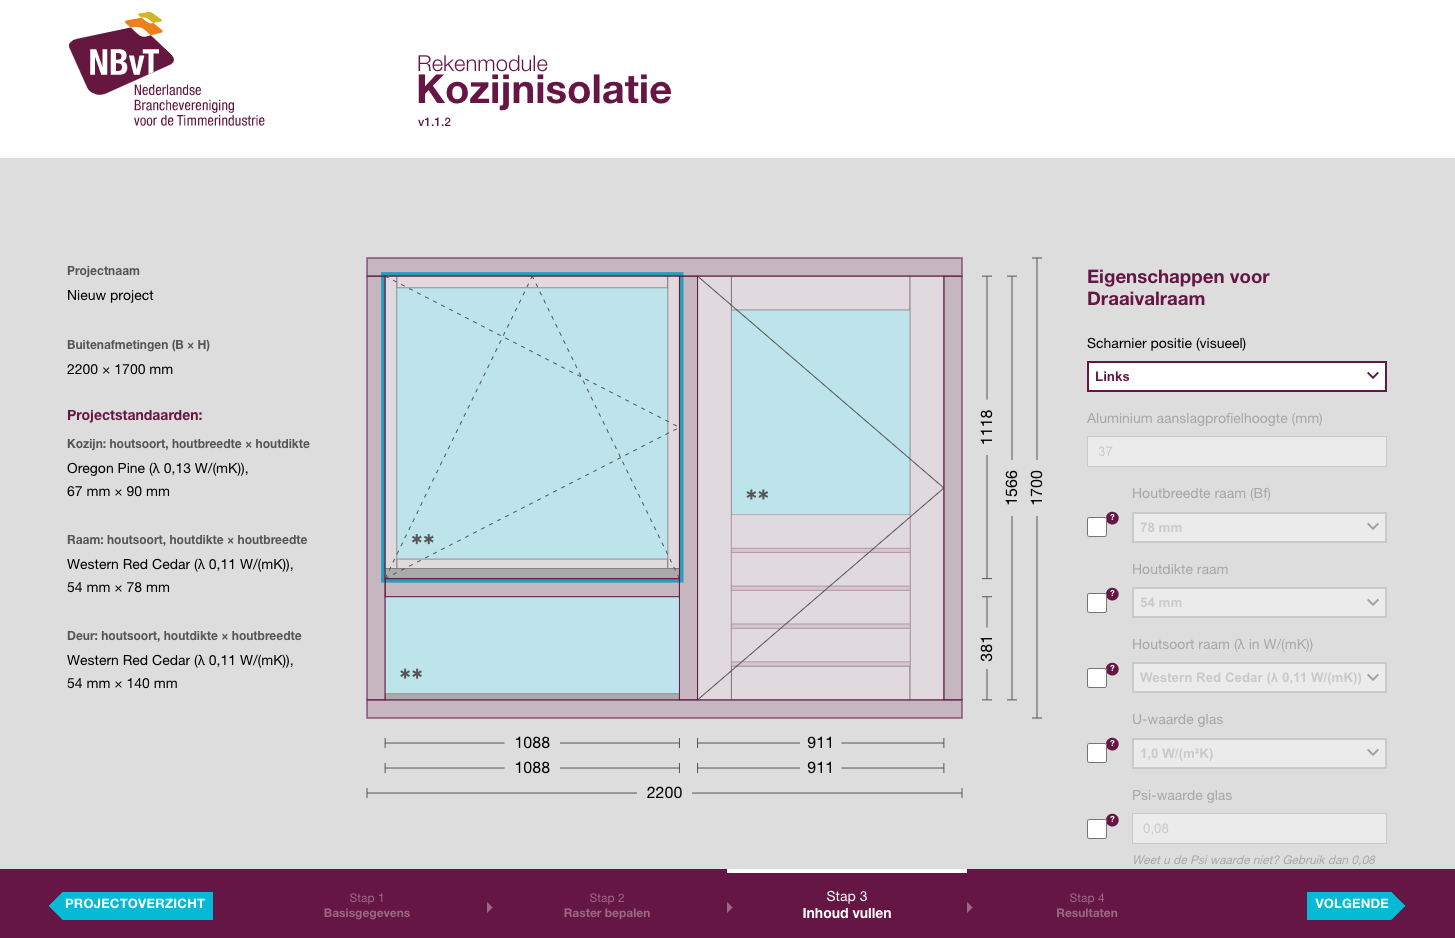 NBvT
Nederlandse
Branchevereniging
voor de Timmerindustrie
Rekenmodule
Kozijnisolatie
v1.1.2
Projectnaam
Nieuw project
Buitenafmetingen (B × H)
2200 × 1700 mm
Projectstandaarden:
Kozijn: houtsoort, houtbreedte × houtdikte
Oregon Pine (λ 0,13 W/(mK)),
67 mm × 90 mm
Raam: houtsoort, houtdikte × houtbreedte
Western Red Cedar (λ 0,11 W/(mK)),
54 mm × 78 mm
Deur: houtsoort, houtdikte × houtbreedte
Western Red Cedar (λ 0,11 W/(mK)),
54 mm × 140 mm
**
**
**
1118
381
1566
1700
1088
911
1088
911
2200
Eigenschappen voor
Draaivalraam
Scharnier positie (visueel)
Links
Aluminium aanslagprofielhoogte (mm)
37
Houtbreedte raam (Bf)
?
78 mm
Houtdikte raam
?
54 mm
Houtsoort raam (λ in W/(mK))
?
Western Red Cedar (λ 0,11 W/(mK))
U-waarde glas
?
1,0 W/(m²K)
Psi-waarde glas
?
0,08
Weet u de Psi waarde niet? Gebruik dan 0,08
PROJECTOVERZICHT
Stap 1
Basisgegevens
Stap 2
Raster bepalen
Stap 3
Inhoud vullen
Stap 4
Resultaten
VOLGENDE